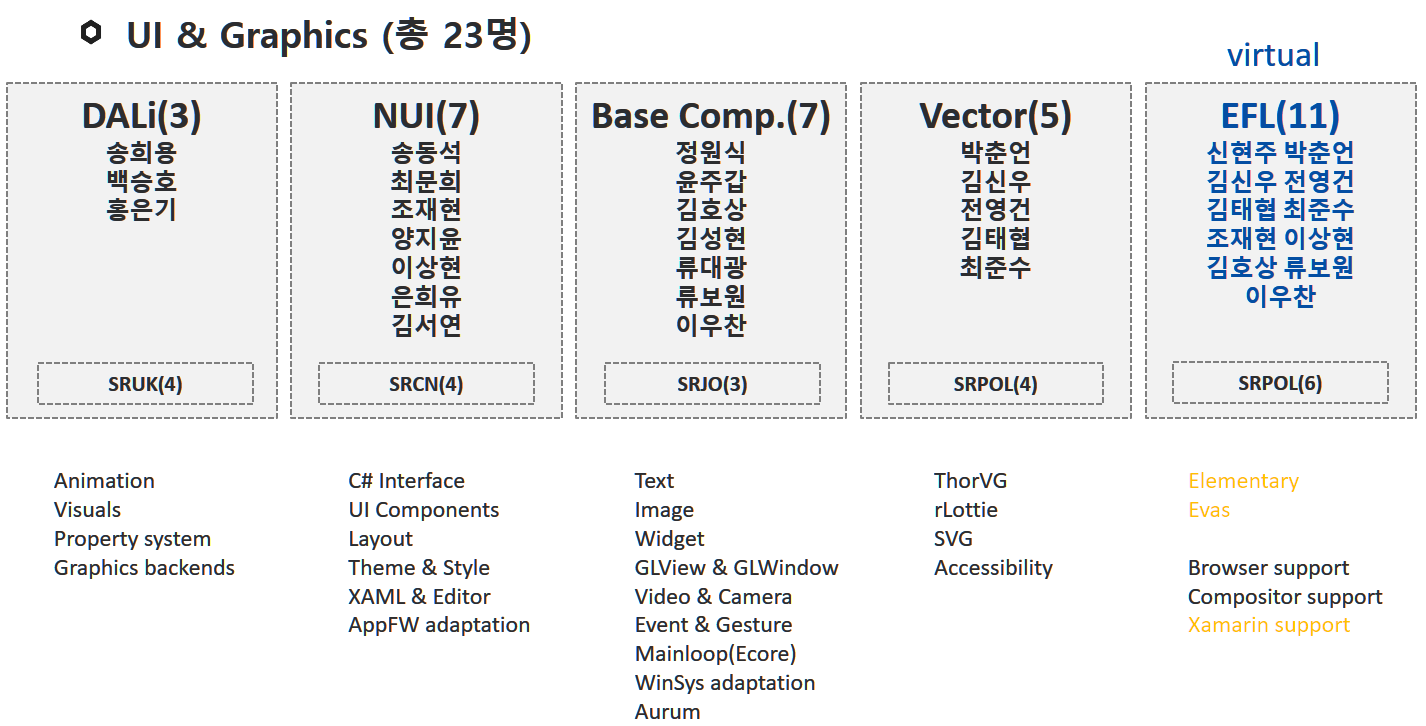 UI & Graphics (총 23명)
virtual
DALi(3)
송희용
백승호
홍은기
SRUK(4)
Animation
Visuals
Property system
Graphics backends
NUI(7)
송동석
최문희
조재현
양지윤
이상현
은희유
김서연
SRCN(4)
C# Interface
UI Components
Layout
Theme & Style
XAML & Editor
AppFW adaptation
Base Comp.(7)
정원식
윤주갑
김호상
김성현
류대광
류보원
이우찬
SRJO(3)
Text
Image
Widget
GLView & GLWindow
Video & Camera
Event & Gesture
Mainloop(Ecore)
WinSys adaptation
Aurum
Vector(5)
박춘언
김신우
전영건
김태협
최준수
SRPOL(4)
ThorVG
rLottie
SVG
Accessibility
EFL(11)
신현주 박춘언
김신우 전영건
김태협 최준수
조재현 이상현
김호상 류보원
이우찬
SRPOL(6)
Elementary
Evas
Browser support
Compositor support
Xamarin support